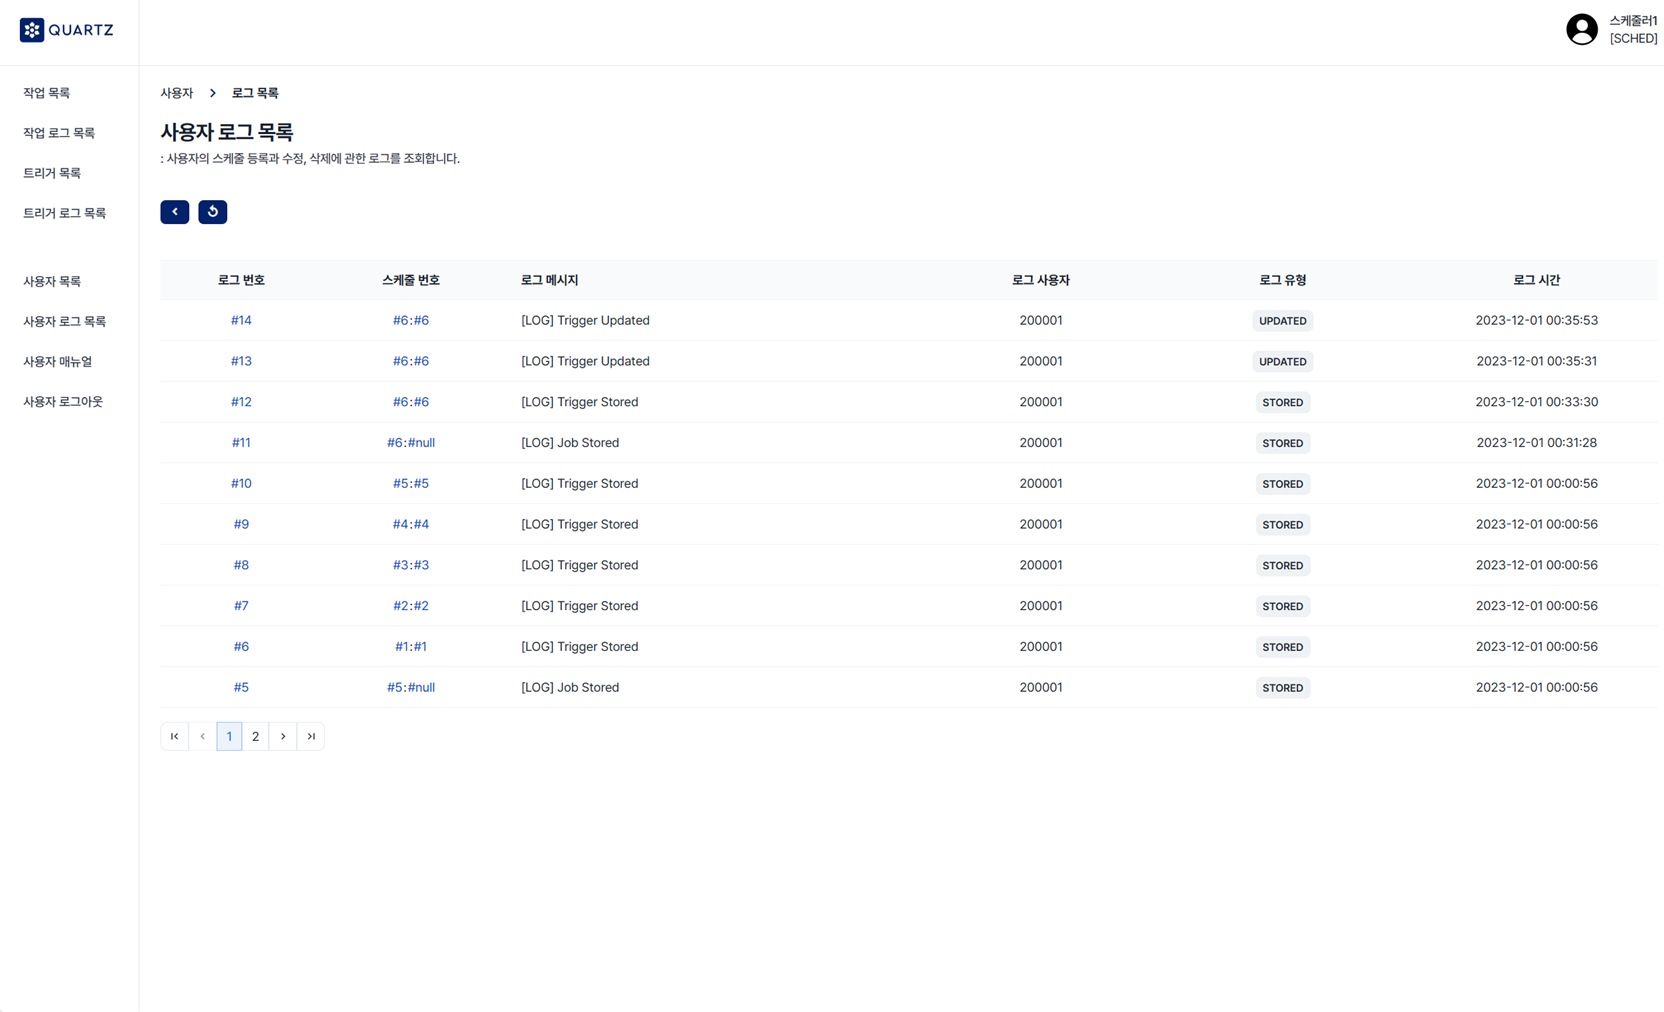 QUARTZ
스케줄러1
[SCHED]
작업 목록
작업 로그 목록
트리거 목록
트리거 로그 목록
사용자 목록
사용자 로그 목록
사용자 매뉴얼
사용자 로그아웃
사용자 > 로그 목록
사용자 로그 목록
: 사용자의 스케줄 등록과 수정, 삭제에 관한 로그를 조회합니다.
로그 번호 스케줄 번호 로그 메시지 로그 사용자 로그 유형 로그 시간
#14 #6:#6 [LOG] Trigger Updated 200001 UPDATED 2023-12-01 00:35:53
#13 #6:#6 [LOG] Trigger Updated 200001 UPDATED 2023-12-01 00:35:31
#12 #6:#6 [LOG] Trigger Stored 200001 STORED 2023-12-01 00:33:30
#11 #6:#null [LOG] Job Stored 200001 STORED 2023-12-01 00:31:28
#10 #5:#5 [LOG] Trigger Stored 200001 STORED 2023-12-01 00:00:56
#9 #4:#4 [LOG] Trigger Stored 200001 STORED 2023-12-01 00:00:56
#8 #3:#3 [LOG] Trigger Stored 200001 STORED 2023-12-01 00:00:56
#7 #2:#2 [LOG] Trigger Stored 200001 STORED 2023-12-01 00:00:56
#6 #1:#1 [LOG] Trigger Stored 200001 STORED 2023-12-01 00:00:56
#5 #5:#null [LOG] Job Stored 200001 STORED 2023-12-01 00:00:56
1 2